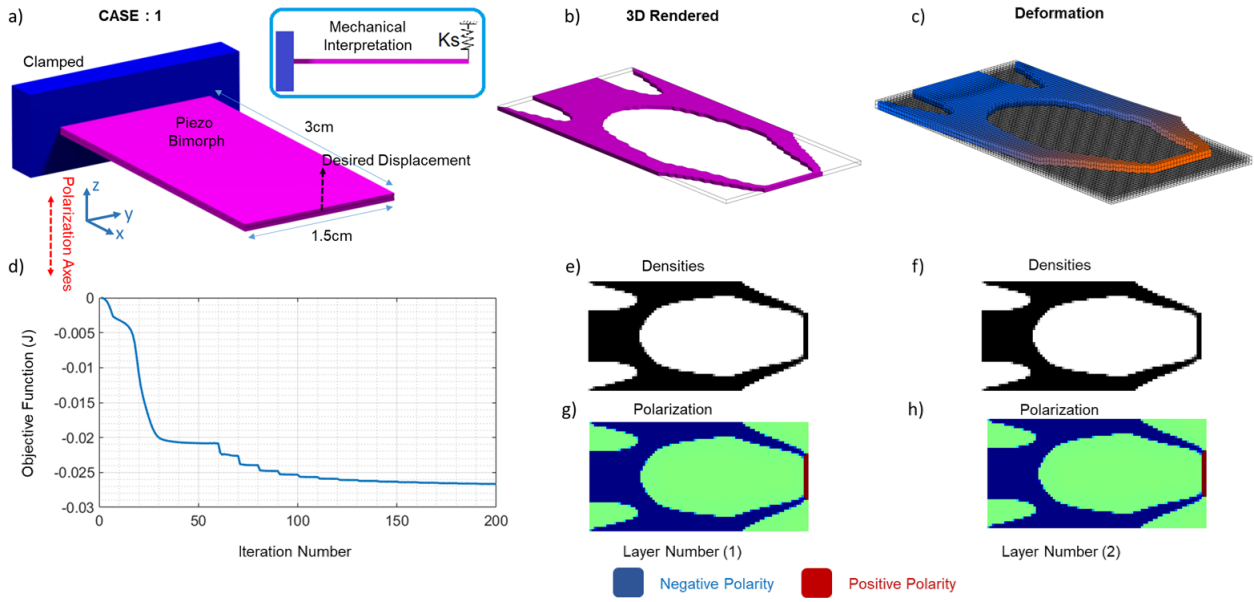 a)
CASE : 1
Clamped
Mechanical
Interpretation
Ks
Piezo
Bimorph
3cm
Desired Displacement
1.5cm
z
y
x
Polarization Axes
b)
3D Rendered
c)
Deformation
d)
0
-0.005
-0.01
-0.015
-0.02
-0.025
-0.03
0
50
100
150
200
Objective Function (J)
Iteration Number
e)
Densities
f)
Densities
g)
Polarization
h)
Polarization
Layer Number (1)
Layer Number (2)
Negative Polarity
Positive Polarity